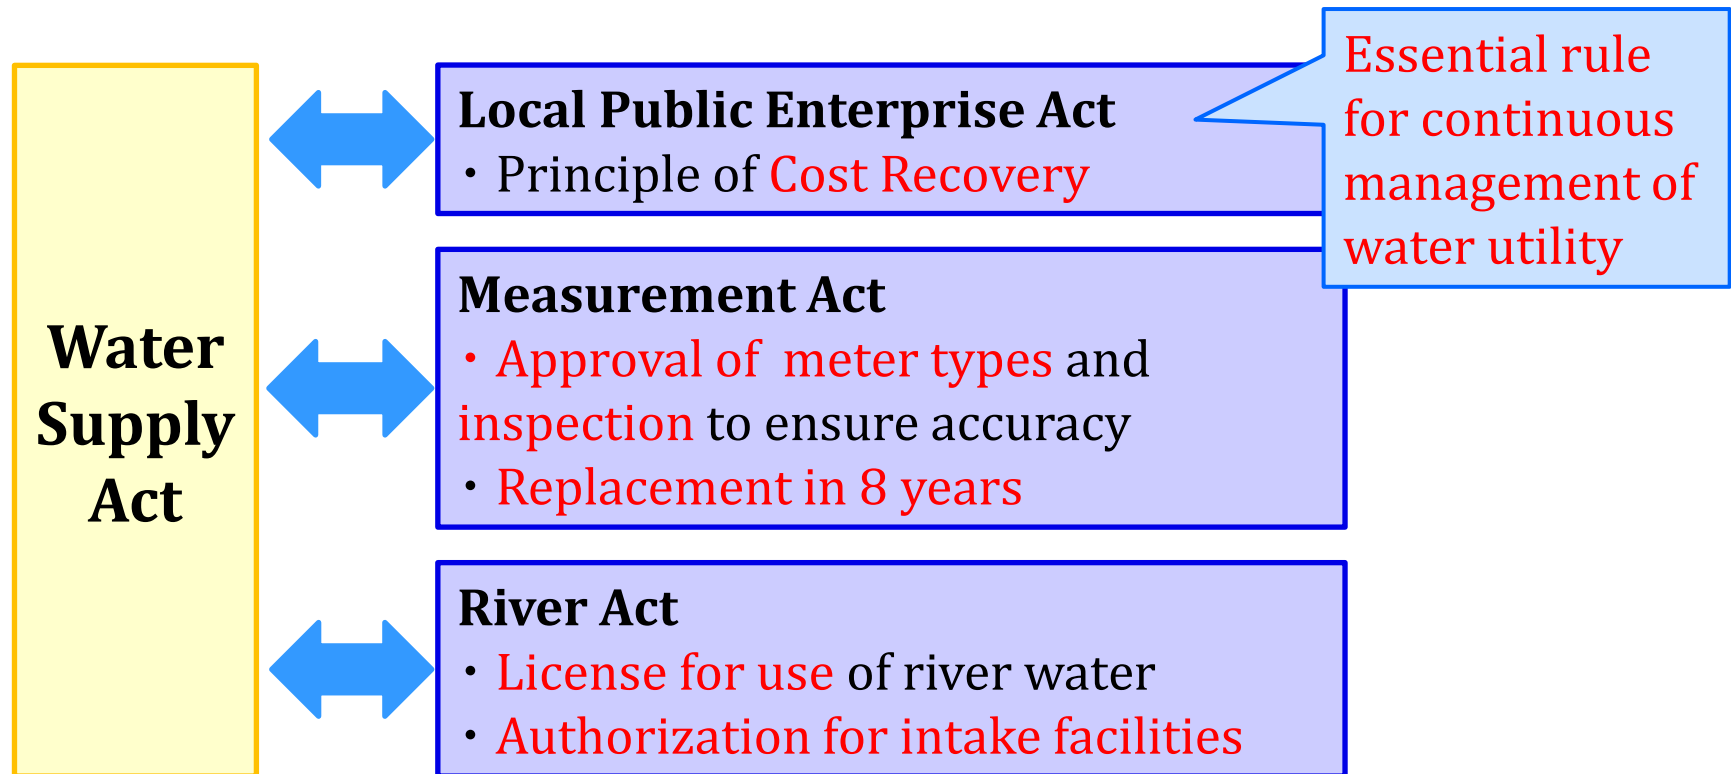 Water
Supply
Act
Local Public Enterprise Act
・Principle of Cost Recovery
Essential rule
for continuous
management of
water utility
Measurement Act
・Approval of  meter types and
inspection to ensure accuracy
・Replacement in 8 years
River Act
・License for use of river water
・Authorization for intake facilities